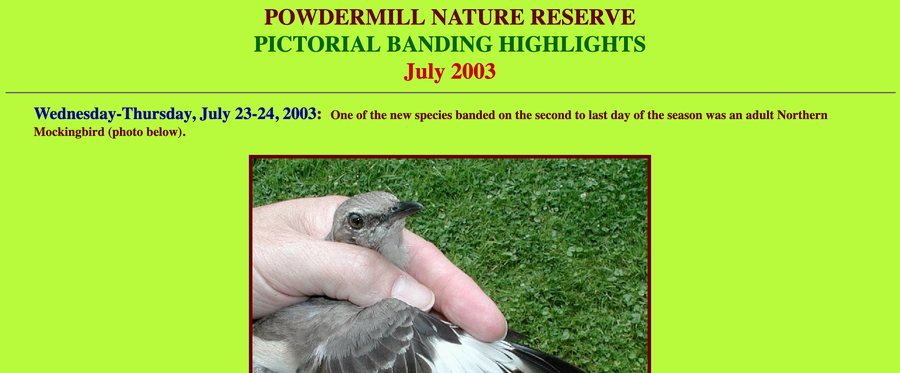 POWDERMILL NATURE RESERVE
PICTORIAL BANDING HIGHLIGHTS
July 2003
Wednesday-Thursday, July 23-24, 2003: One of the new species banded on the second to last day of the season was an adult Northern
Mockingbird (photo below).